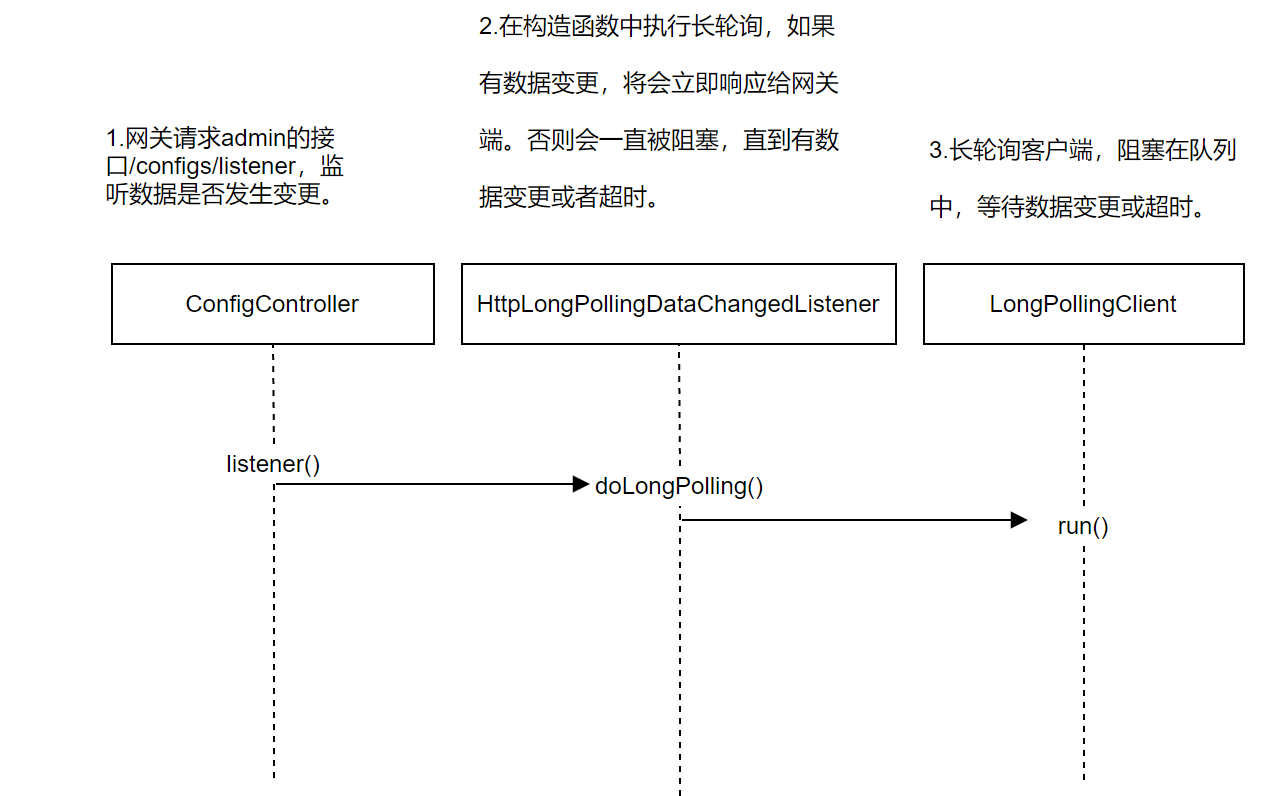 1.网关请求admin的接
口/configs/listener，监
听数据是否发生变更。
2.在构造函数中执行长轮询，如果
有数据变更，将会立即响应给网关
端。否则会一直被阻塞，直到有数
据变更或者超时。
3.长轮询客户端，阻塞在队列
中，等待数据变更或超时。
ConfigController
HttpLongPollingDataChangedListener
LongPollingClient
listener()
doLongPolling()
run()